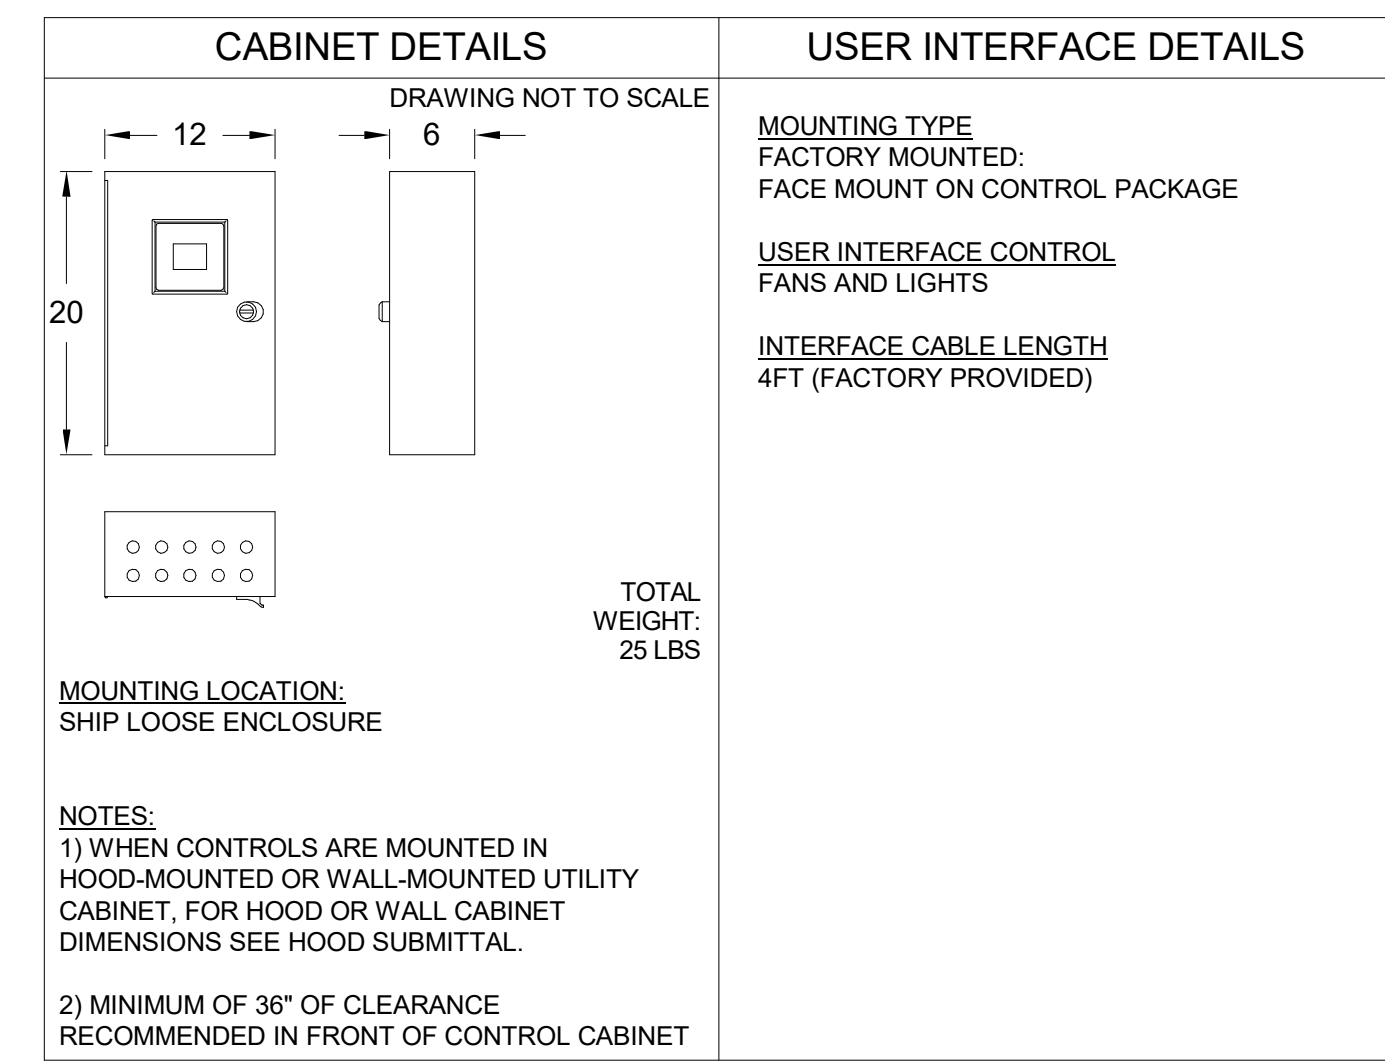 CABINET DETAILS
DRAWING NOT TO SCALE
12
6
20
TOTAL
WEIGHT:
25 LBS
MOUNTING LOCATION:
SHIP LOOSE ENCLOSURE
NOTES:
1) WHEN CONTROLS ARE MOUNTED IN
HOOD-MOUNTED OR WALL-MOUNTED UTILITY
CABINET, FOR HOOD OR WALL CABINET
DIMENSIONS SEE HOOD SUBMITTAL.
2) MINIMUM OF 36" OF CLEARANCE
RECOMMENDED IN FRONT OF CONTROL CABINET
USER INTERFACE DETAILS
MOUNTING TYPE
FACTORY MOUNTED:
FACE MOUNT ON CONTROL PACKAGE
USER INTERFACE CONTROL
FANS AND LIGHTS
INTERFACE CABLE LENGTH
4FT (FACTORY PROVIDED)